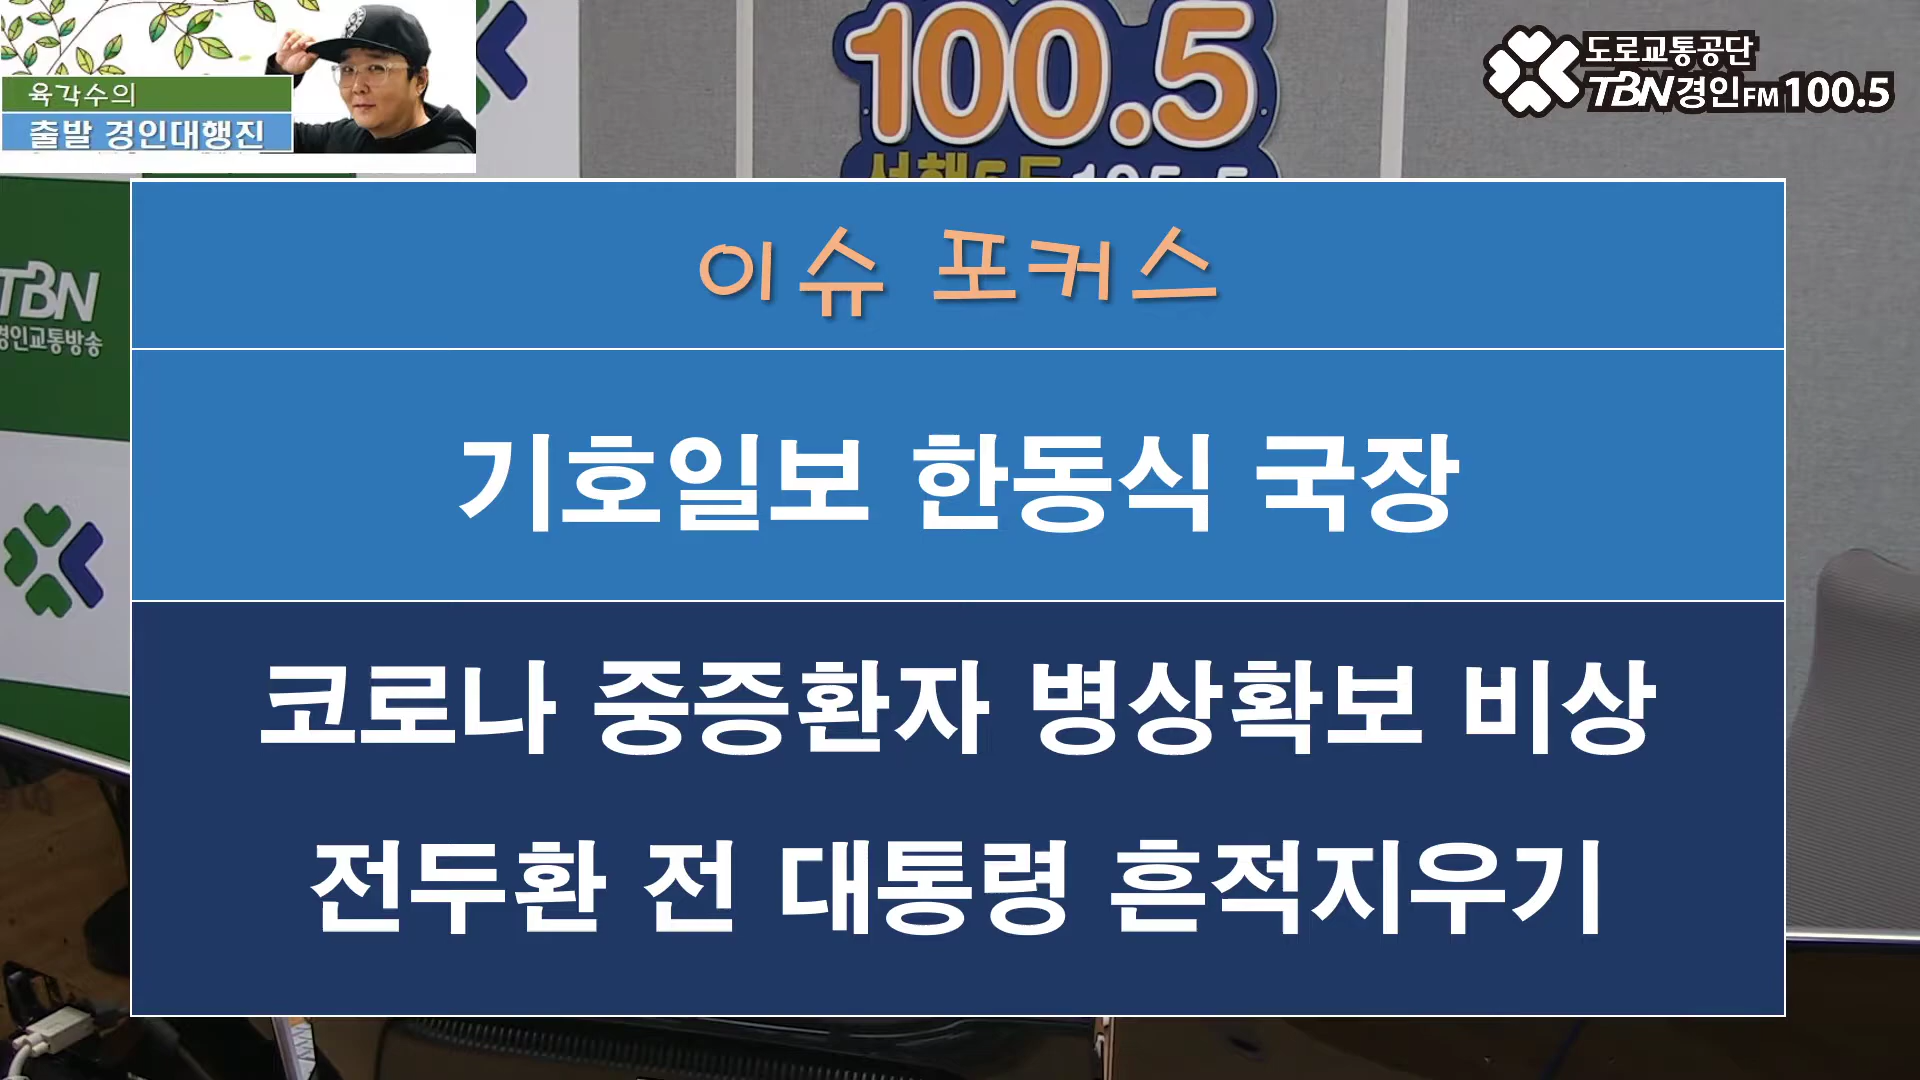 육각수의
출발 경인대행진
100.5
도로교통공단
TBN경인FM100.5
이슈 포커스
TBN
경인교통방송
기호일보 한동식 국장
코로나 중증환자 병상확보 비상
전두환 전 대통령 흔적지우기